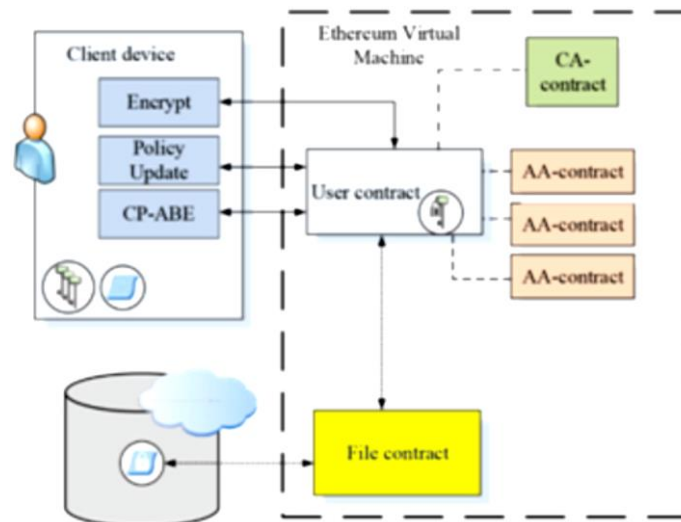 Client device
Encrypt
Policy
Update
CP-ABE
Ethereum Virtual
Machine
CA-
contract
User contract
AA-contract
AA-contract
AA-contract
File contract